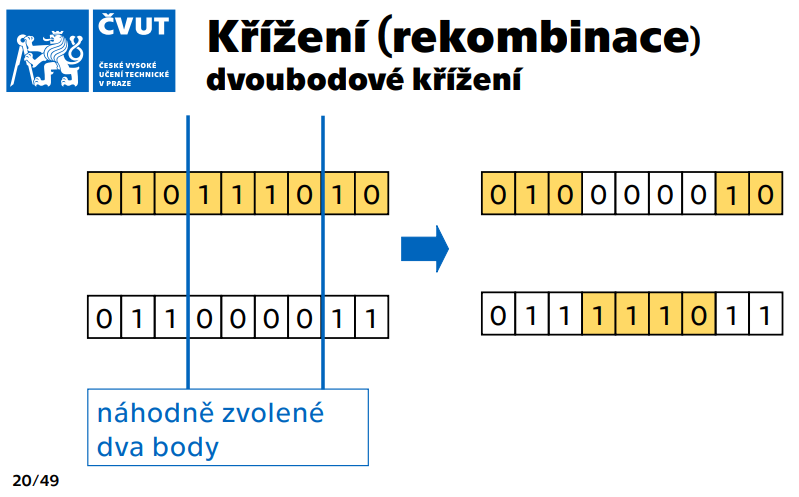 ČVUT
ČESKÉ VYSOKÉ
UČENÍ TECHNICKÉ
V PRAZE
Křížení (rekombinace)
dvoubodové křížení
0 1 0 1 1 1 0 1 0
0 1 0 0 0 0 0 1 0
0 1 1 0 0 0 0 1 1
0 1 1 1 1 1 0 1 1
náhodně zvolené
dva body
20/49